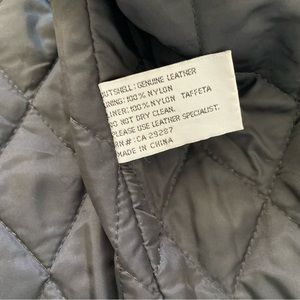 OUTSHELL: GENUINE LEATHER
LINING: 100% NYLON
LINER: 100% NYLON TAFFETA
DO NOT DRY CLEAN.
PLEASE USE LEATHER SPECIALIST.
RN#: CA 29287
MADE IN CHINA